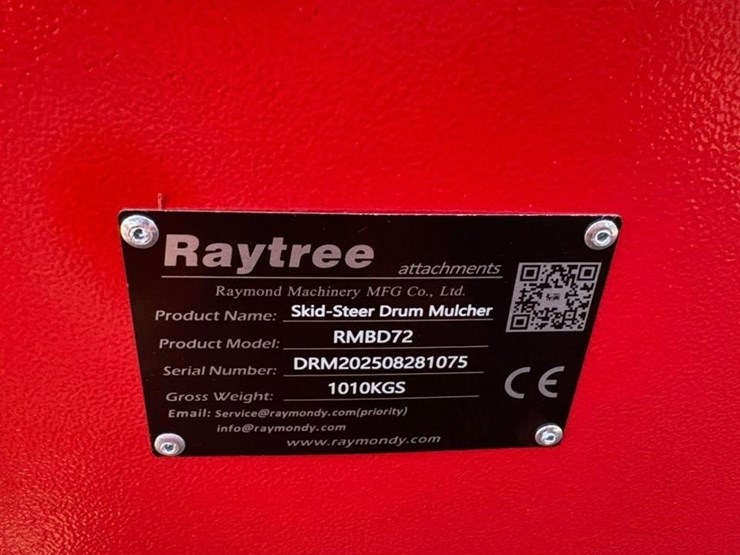 Raytree attachments
Raymond Machinery MFG Co., Ltd.
Product Name: Skid-Steer Drum Mulcher
Product Model: RMBD72
Serial Number: DRM202508281075
Gross Weight: 1010KGS
CE
Email: Service@raymondy.com(priority)
info@raymondy.com
www.raymondy.com